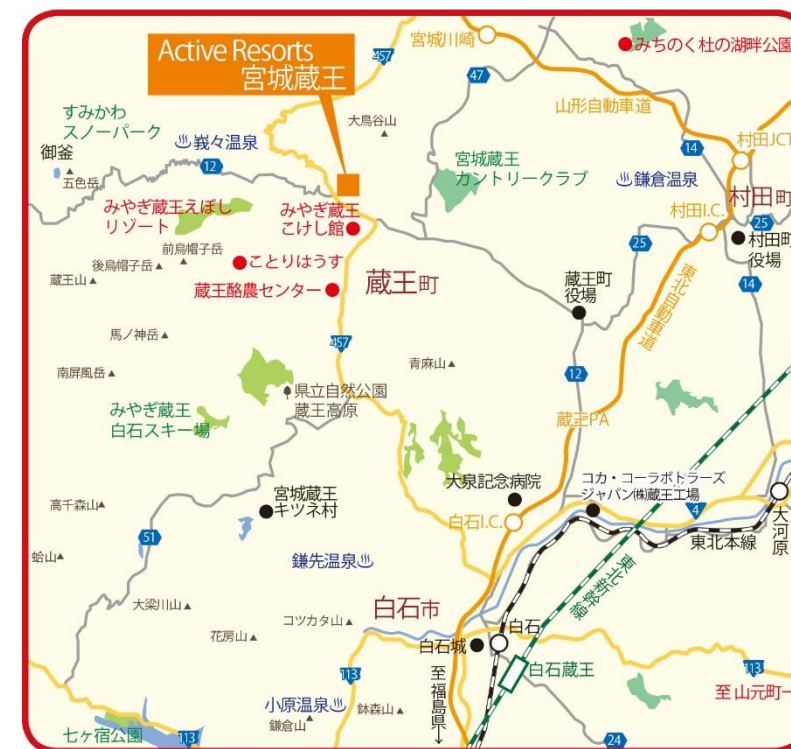 Active Resorts
宮城蔵王
457
宮城川崎
みちのく杜の湖畔公園
47
13
山形自動車道
すみかわ
スノーパーク
大鳥谷山
御釜
五色岳
峩々温泉
12
宮城蔵王
カントリークラブ
14
村田JCT
鎌倉温泉
村田町
みやぎ蔵王えぼし
リゾート
みやぎ蔵王
こけし館
村田I.C.
25
村田町
役場
25
前烏帽子岳
後烏帽子岳
ことりはうす
蔵王山
蔵王酪農センター
蔵王町
蔵王町
役場
東北自動車道
14
馬ノ神岳
457
南屏風岳
青麻山
12
県立自然公園
蔵王高原
みやぎ蔵王
白石スキー場
蔵王PA
大泉記念病院
コカ・コーラボトラーズ
ジャパン㈱蔵王工場
高千森山
宮城蔵王
キツネ村
4
白石I.C.
大河原
51
東北本線
蛤山
鎌先温泉
東北新幹線
大梁川山
白石市
コツカタ山
花房山
白石
白石城
113
白石蔵王
113
至福島県→
至山元町
小原温泉
鉢森山
鎌倉山
七ヶ宿公園
113
24